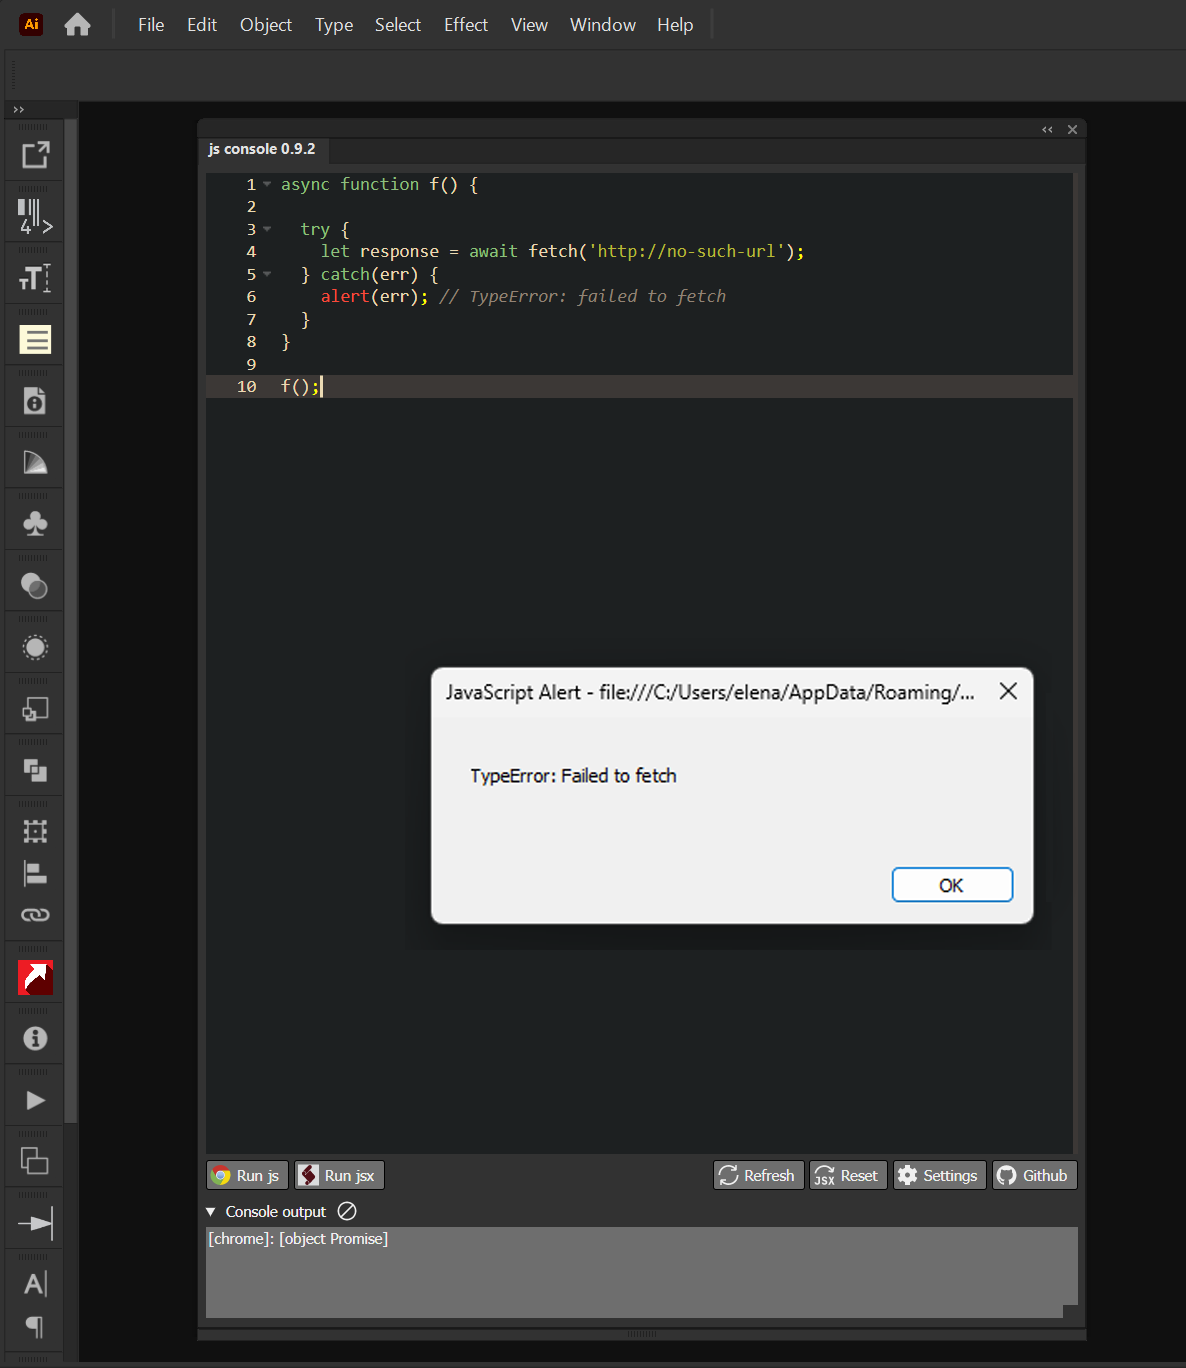 Ai File Edit Object Type Select Effect View Window Help
js console 0.9.2
1 async function f() {
2
3   try {
4     let response = await fetch('http://no-such-url');
5   } catch(err) {
6     alert(err); // TypeError: failed to fetch
7   }
8 }
9
10 f();
4
T
JavaScript Alert - file:///C:/Users/elena/AppData/Roaming/...
TypeError: Failed to fetch
OK
Run js Run jsx Refresh JSX Reset Settings Github
Console output
[chrome]: [object Promise]
A